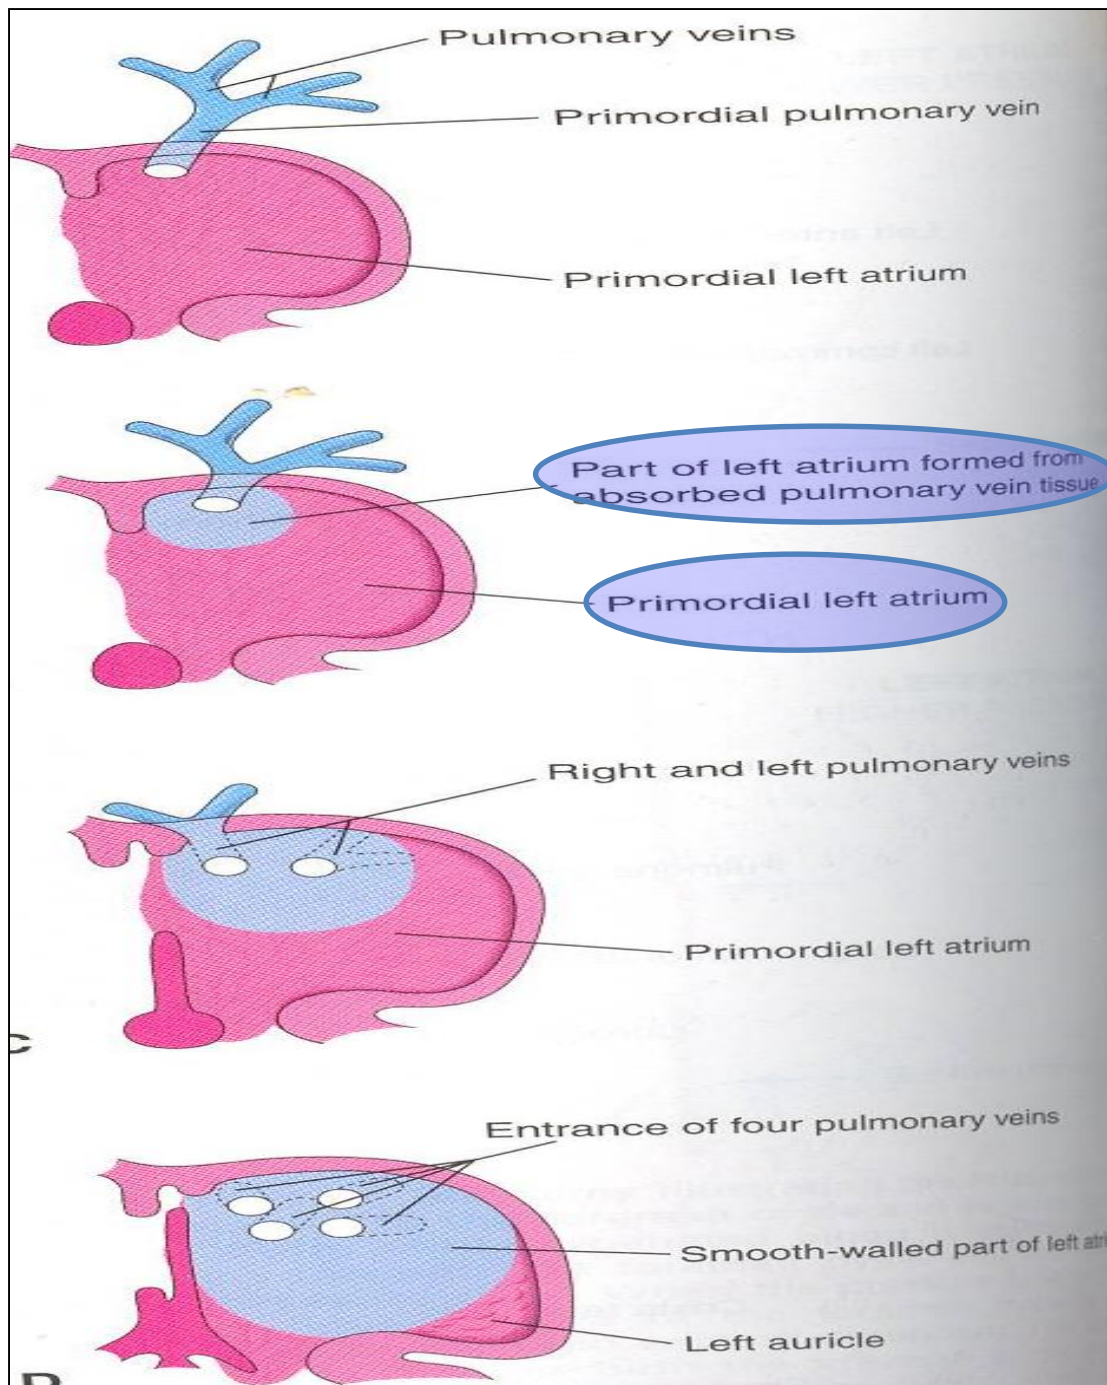 Pulmonary veins
Primordial pulmonary vein
Primordial left atrium
Part of left atrium formed from
absorbed pulmonary vein tissue
Primordial left atrium
Right and left pulmonary veins
Primordial left atrium
C
Entrance of four pulmonary veins
Smooth-walled part of left atri
Left auricle
D